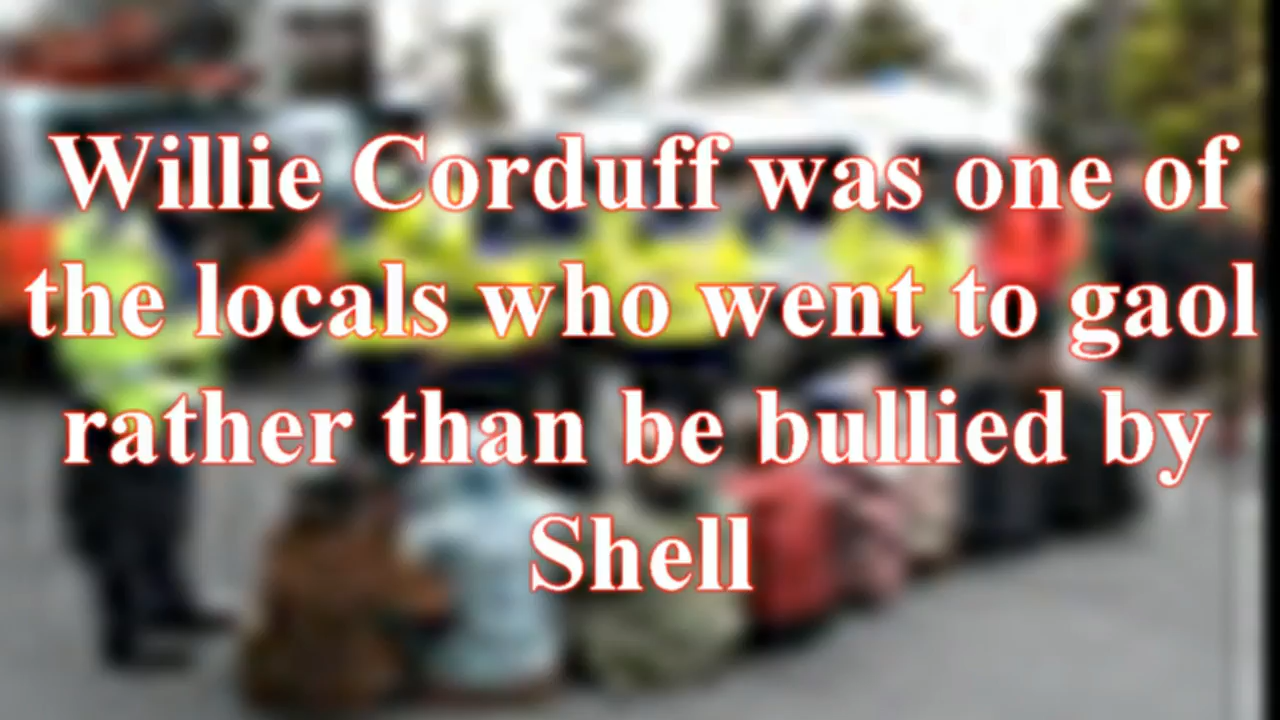 Willie Corduff was one of
the locals who went to gaol
rather than be bullied by
Shell